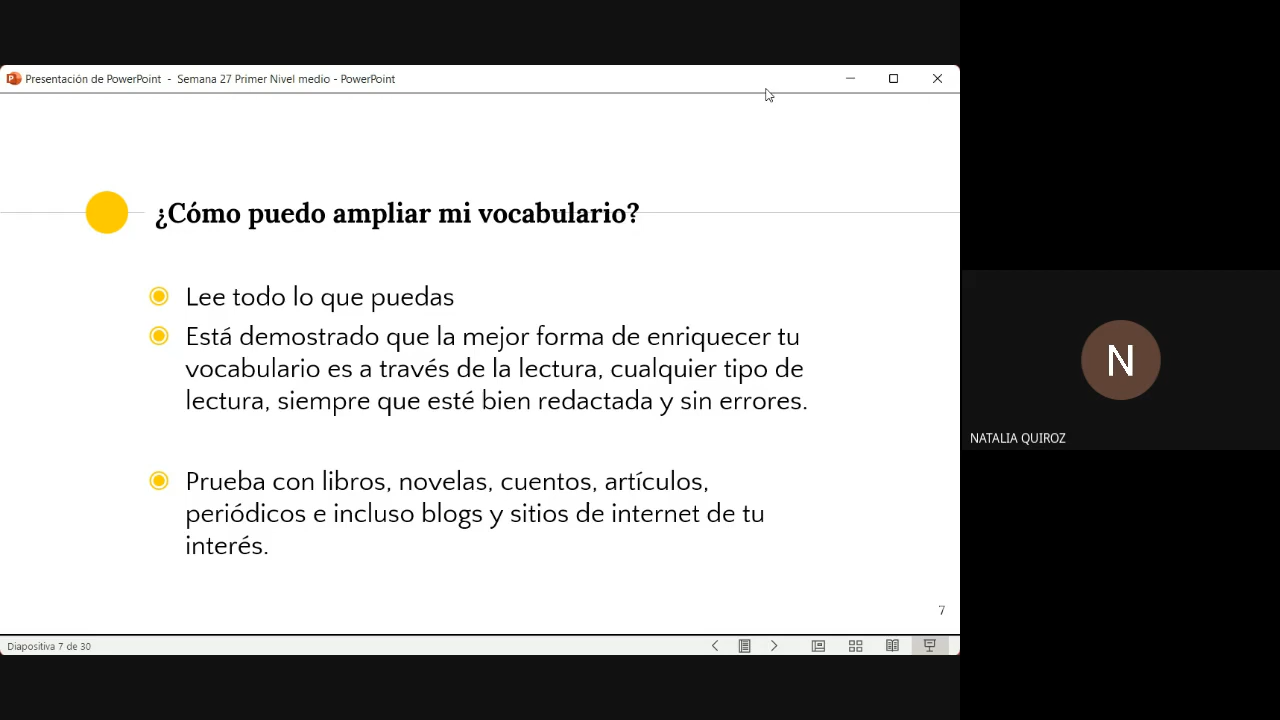 Presentación de PowerPoint - Semana 27 Primer Nivel medio - PowerPoint
¿Cómo puedo ampliar mi vocabulario?
Lee todo lo que puedas
Está demostrado que la mejor forma de enriquecer tu
vocabulario es a través de la lectura, cualquier tipo de
lectura, siempre que esté bien redactada y sin errores.
Prueba con libros, novelas, cuentos, artículos,
periódicos e incluso blogs y sitios de internet de tu
interés.
7
Diapositiva 7 de 30
N
NATALIA QUIROZ